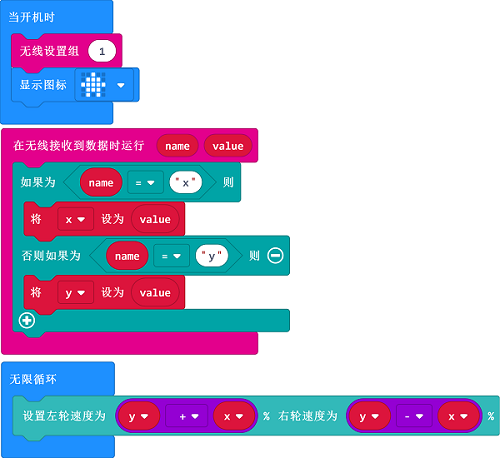 当开机时
无线设置组 1
显示图标
在无线接收到数据时运行 name value
如果为 name = "x" 则
将 x 设为 value
否则如果为 name = "y" 则
将 y 设为 value
无限循环
设置左轮速度为 y + x % 右轮速度为 y - x %